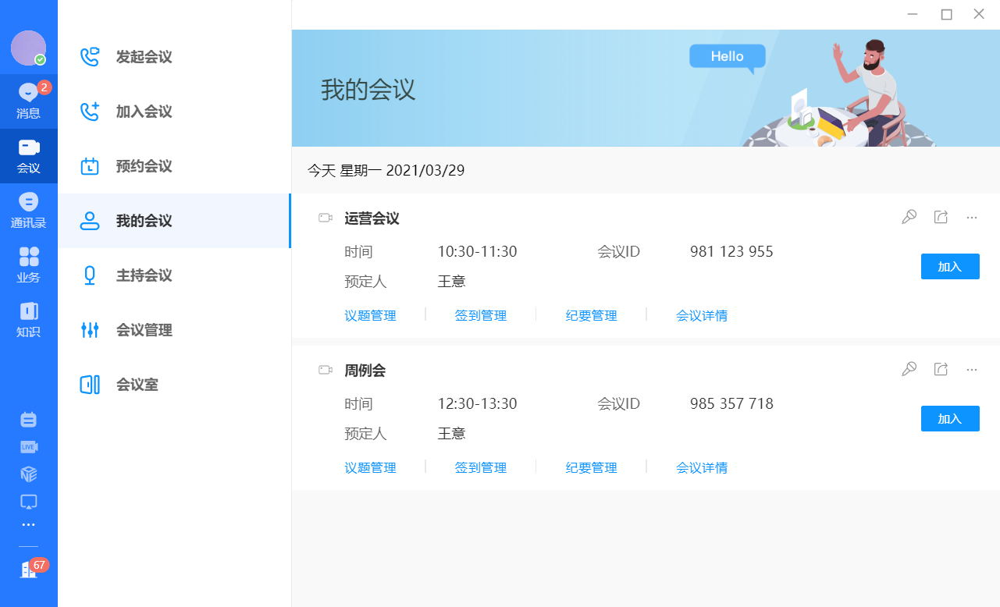 2
消息
会议
通讯录
业务
知识
LIVE
67
发起会议
加入会议
预约会议
我的会议
主持会议
会议管理
会议室
我的会议
Hello
今天 星期一 2021/03/29
运营会议
时间 10:30-11:30 会议ID 981 123 955
预定人 王意
加入
议题管理 签到管理 纪要管理 会议详情
周例会
时间 12:30-13:30 会议ID 985 357 718
预定人 王意
加入
议题管理 签到管理 纪要管理 会议详情